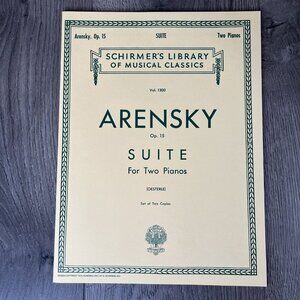 Arensky, Op. 15 SUITE Two Pianos
SCHIRMER'S LIBRARY
OF MUSICAL CLASSICS
Vol. 1300
ARENSKY
Op. 15
SUITE
For Two Pianos
(OESTERLE)
Set of Two Copies